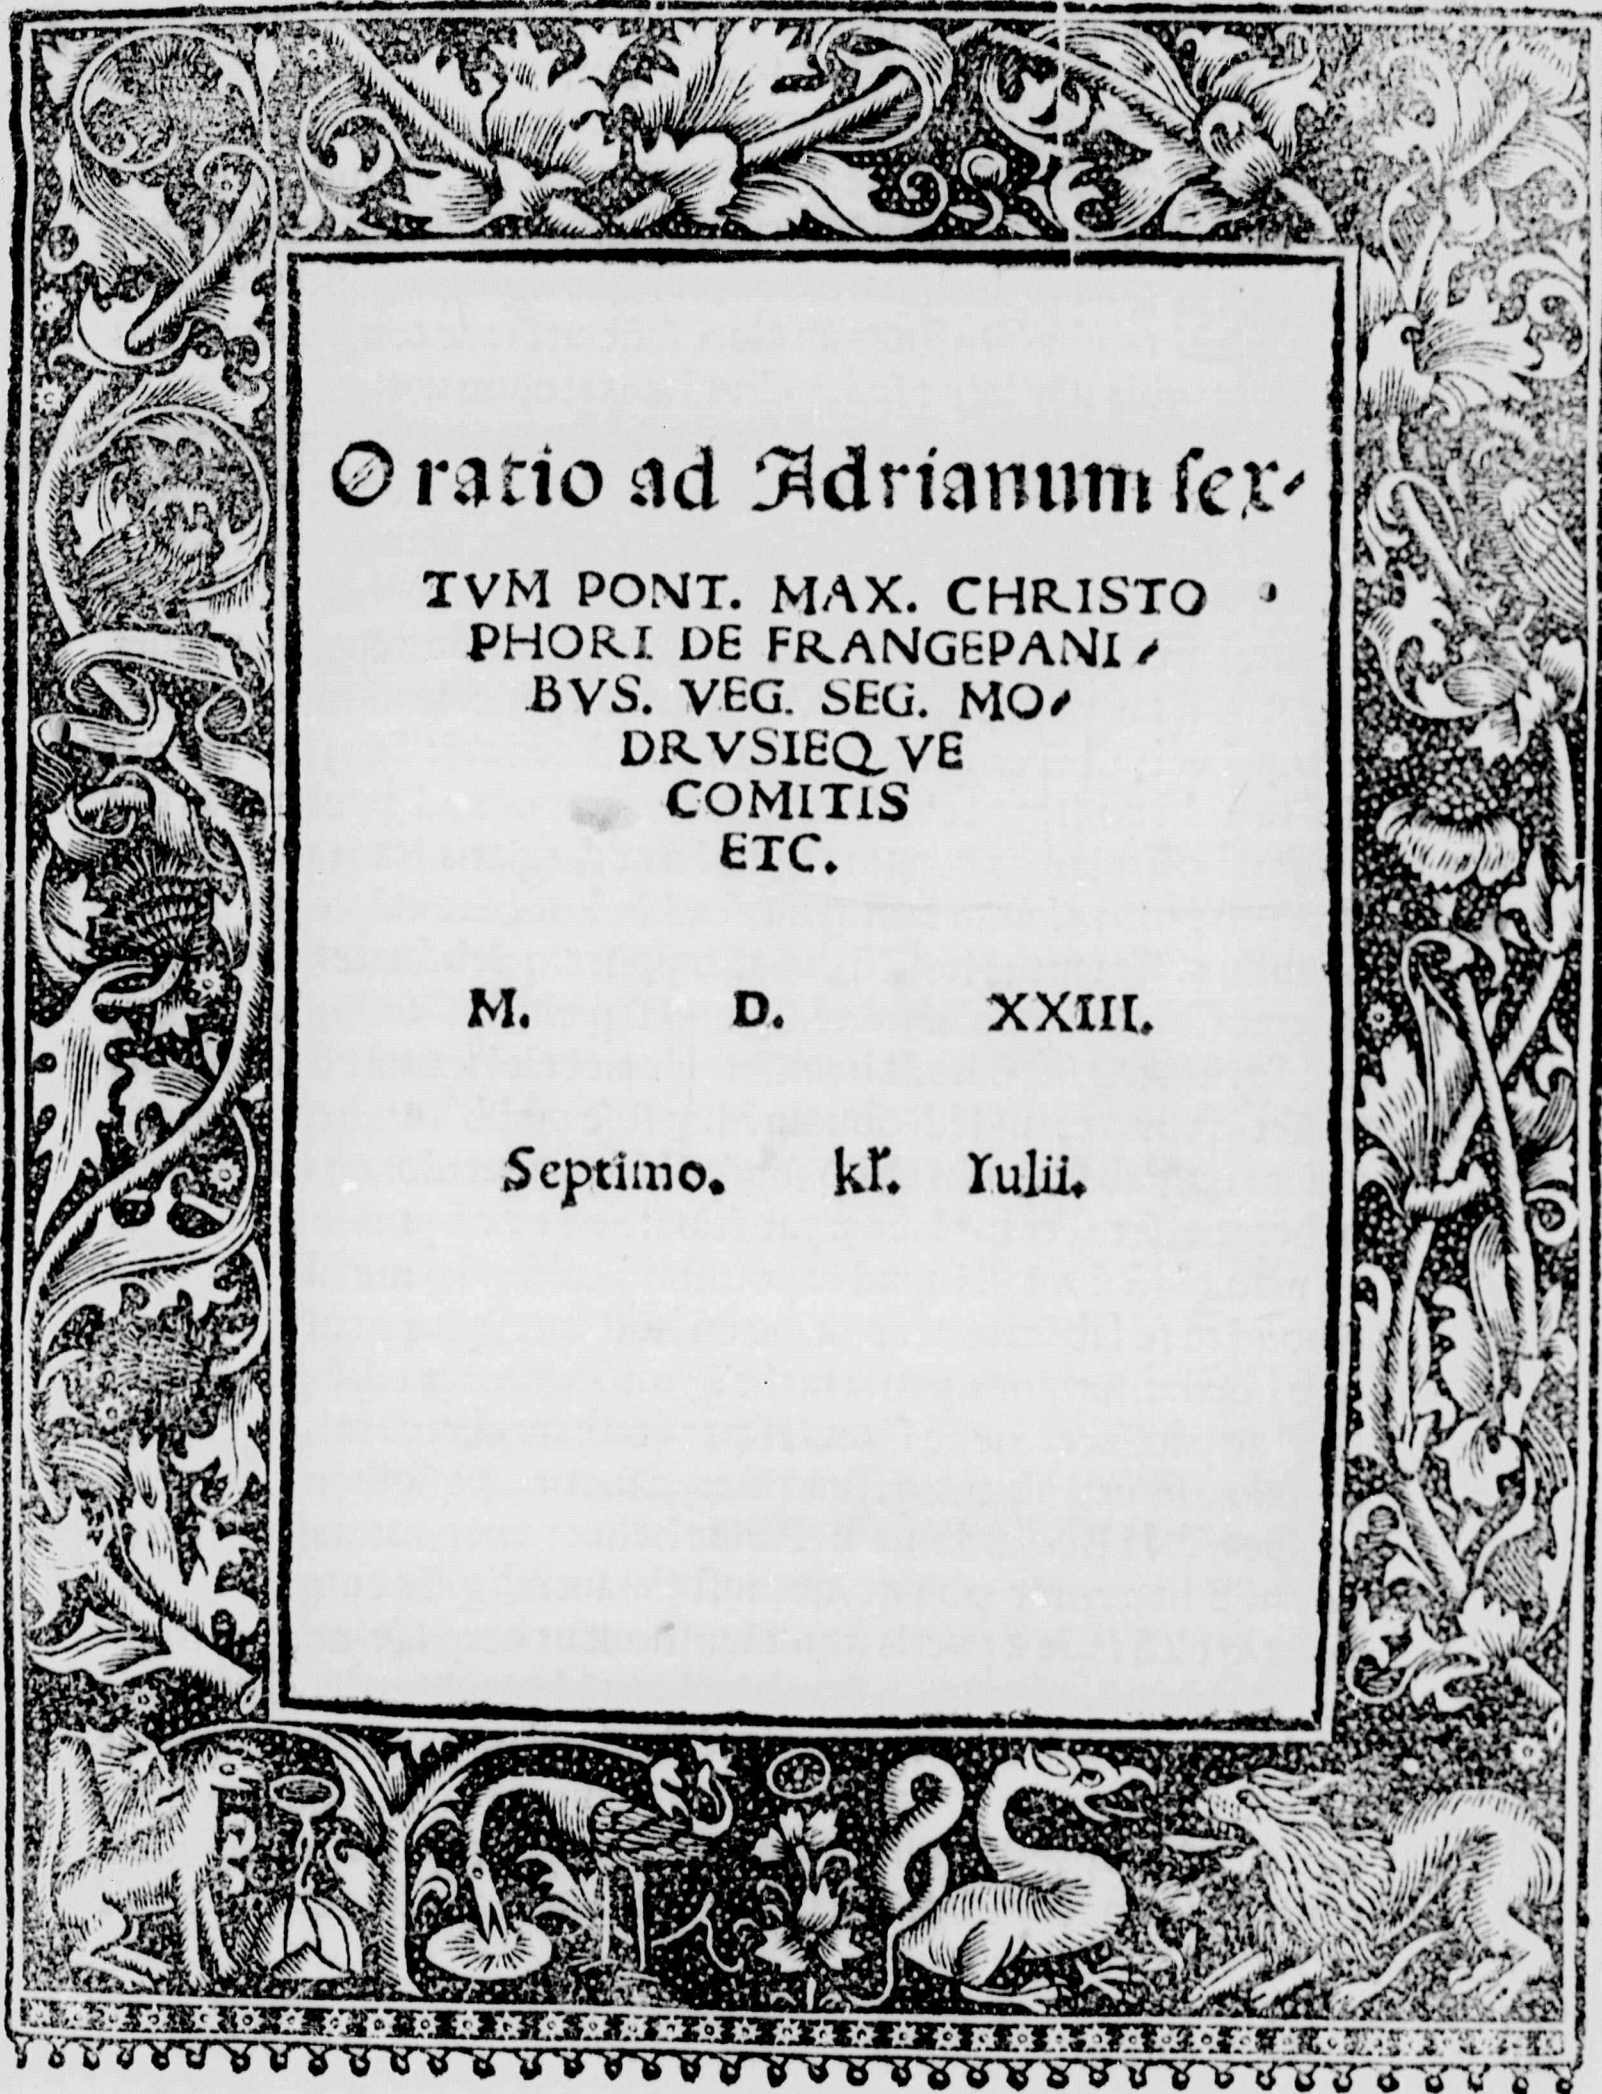 Oratio ad Adrianum ſex⸗
TVM PONT. MAX. CHRISTO
PHORI DE FRANGEPANI⸗
BVS. VEG. SEG. MO⸗
DRVSIEQVE
COMITIS
ETC.
M. D. XXIII.
Septimo. kł. Iulii.